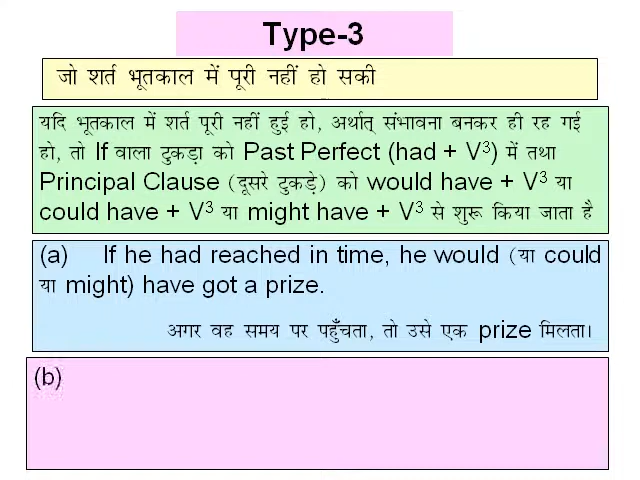 Type-3
जो शर्त भूतकाल में पूरी नहीं हो सकी
यदि भूतकाल में शर्त पूरी नहीं हुई हो, अर्थात् संभावना बनकर ही रह गई
हो, तो If वाला टुकड़ा को Past Perfect (had + V³) में तथा
Principal Clause (दूसरे टुकड़े) को would have + V³ या
could have + V³ या might have + V³ से शुरू किया जाता है
(a) If he had reached in time, he would (या could
या might) have got a prize.
अगर वह समय पर पहुँचता, तो उसे एक prize मिलता।
(b)